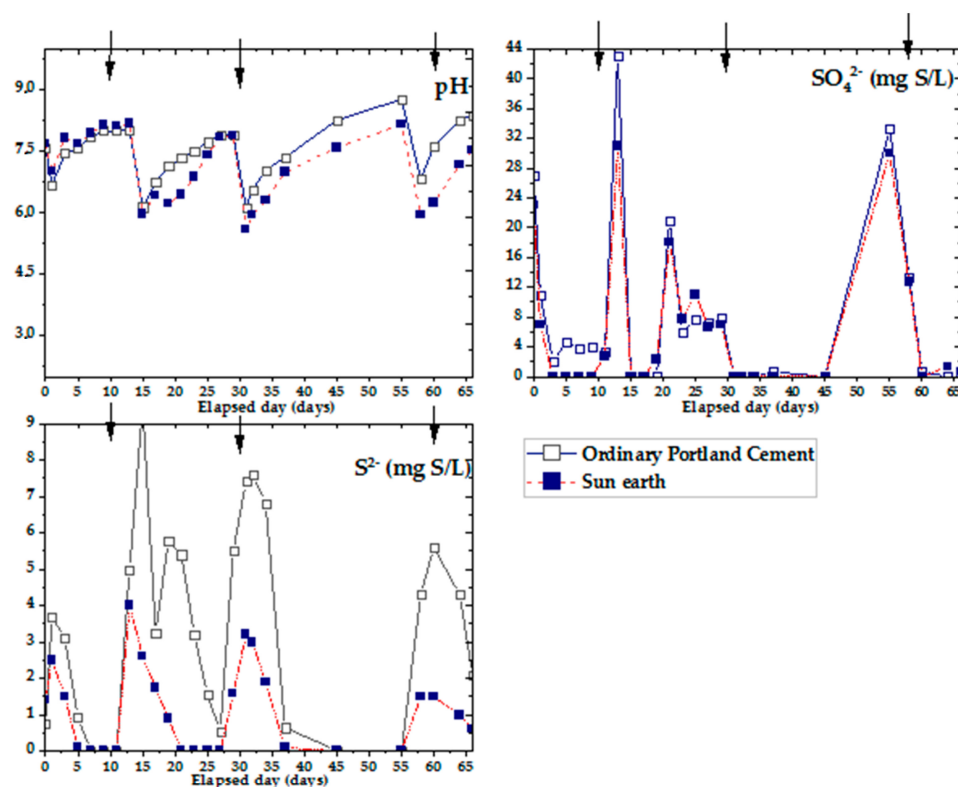 pH
9.0
7.5
6.0
4.5
3.0
0 5 10 15 20 25 30 35 40 45 50 55 60 65
Elapsed day (days)
SO₄²⁻ (mg S/L)
44
40
36
32
28
24
20
16
12
8
4
0
0 5 10 15 20 25 30 35 40 45 50 55 60 65
Elapsed day (days)
S²⁻ (mg S/L)
9
8
7
6
5
4
3
2
1
0
0 5 10 15 20 25 30 35 40 45 50 55 60 65
Elapsed day (days)
Ordinary Portland Cement
Sun earth